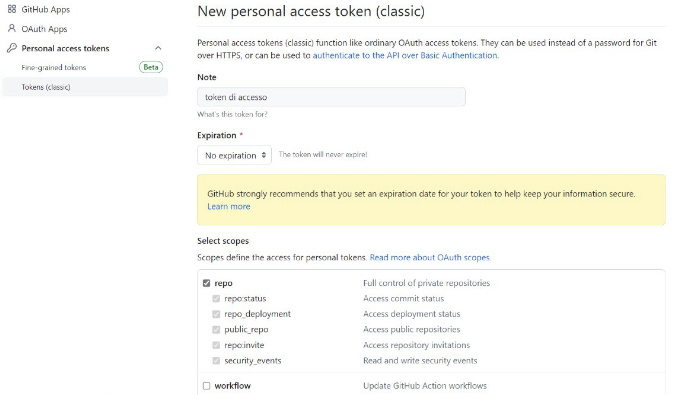 GitHub Apps
OAuth Apps
Personal access tokens
Fine-grained tokens Beta
Tokens (classic)
New personal access token (classic)
Personal access tokens (classic) function like ordinary OAuth access tokens. They can be used instead of a password for Git
over HTTPS, or can be used to authenticate to the API over Basic Authentication.
Note
token di accesso
What's this token for?
Expiration *
No expiration The token will never expire!
GitHub strongly recommends that you set an expiration date for your token to help keep your information secure.
Learn more
Select scopes
Scopes define the access for personal tokens. Read more about OAuth scopes.
repo Full control of private repositories
repo:status Access commit status
repo_deployment Access deployment status
public_repo Access public repositories
repo:invite Access repository invitations
security_events Read and write security events
workflow Update GitHub Action workflows